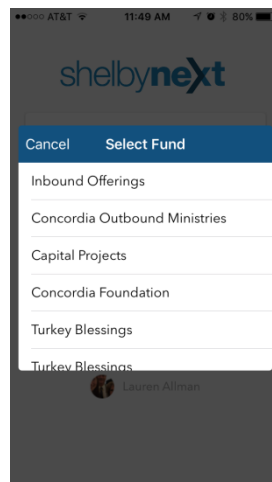 AT&T 11:49 AM 80%
shelbynext
Cancel Select Fund
Inbound Offerings
Concordia Outbound Ministries
Capital Projects
Concordia Foundation
Turkey Blessings
Turkey Blessings
Lauren Allman